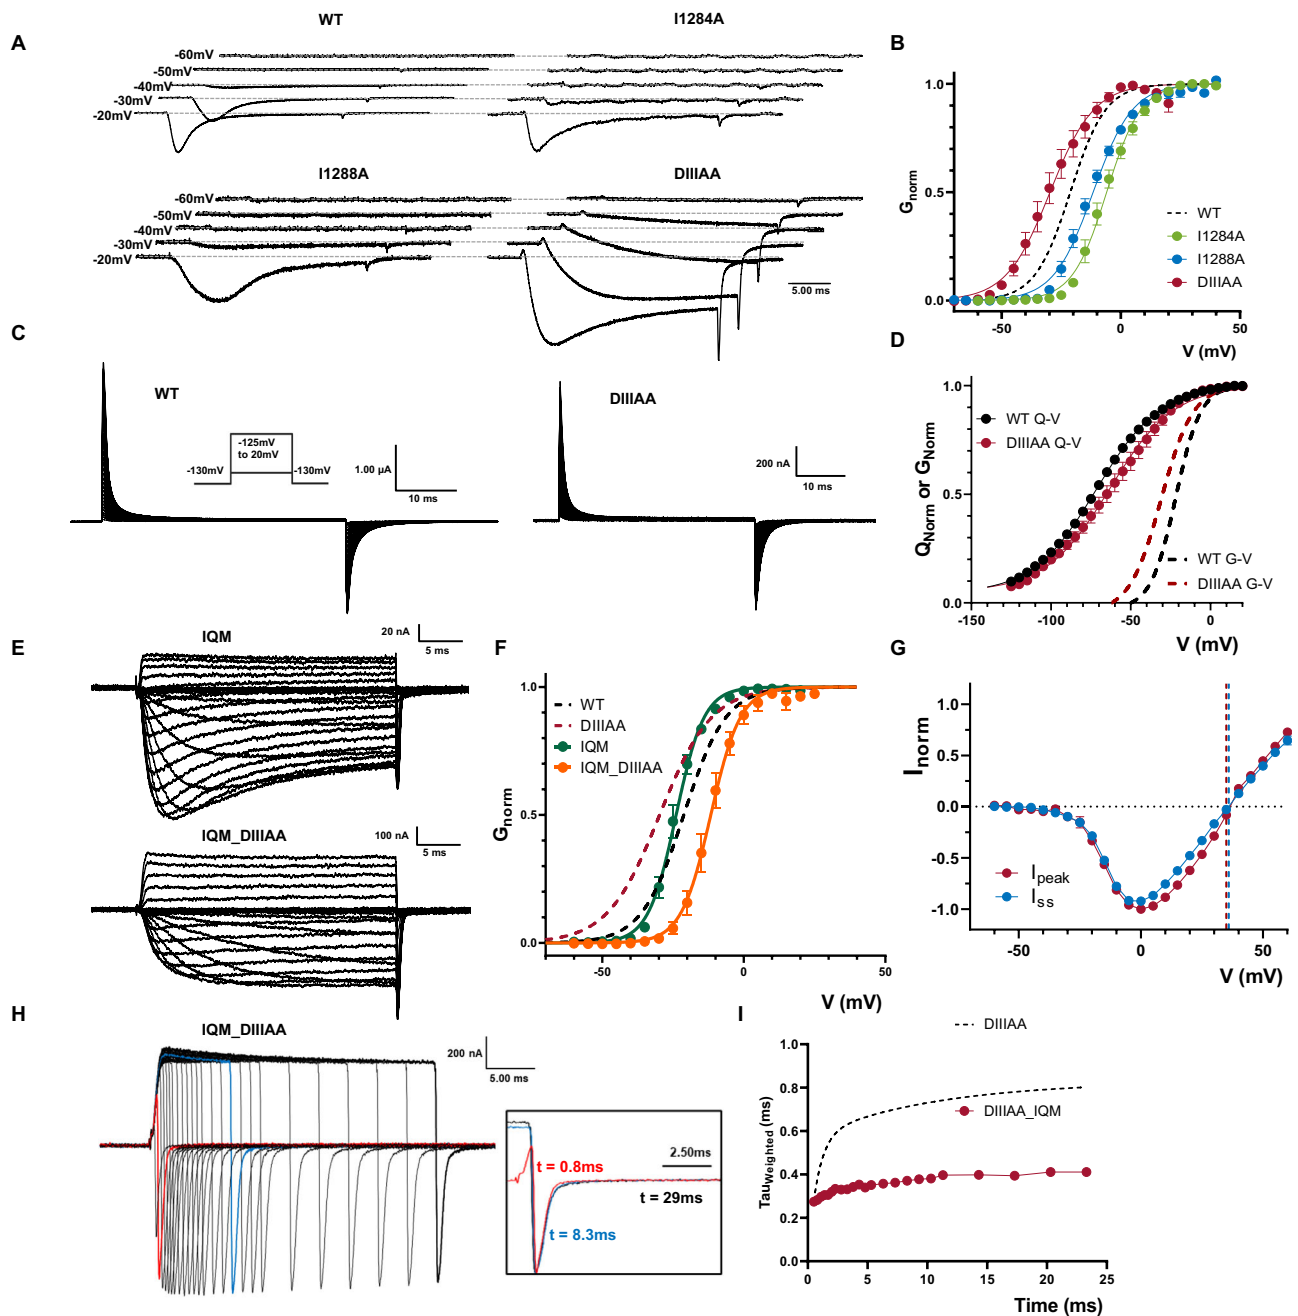 A
WT
I1284A
-60mV
-50mV
-40mV
-30mV
-20mV
I1288A
DIIIAA
-60mV
-50mV
-40mV
-30mV
-20mV
5.00 ms
B
1.0
0.5
0.0
Gnorm
WT
I1284A
I1288A
DIIIAA
-50
0
50
V (mV)
C
WT
-125mV
to 20mV
-130mV
-130mV
1.00 µA
10 ms
DIIIAA
200 nA
10 ms
D
1.0
0.5
0.0
QNorm or GNorm
WT Q-V
DIIIAA Q-V
WT G-V
DIIIAA G-V
-150
-100
-50
0
V (mV)
E
IQM
20 nA
5 ms
IQM_DIIIAA
100 nA
5 ms
F
1.0
0.5
0.0
Gnorm
WT
DIIIAA
IQM
IQM_DIIIAA
-50
0
50
V (mV)
G
1.0
0.5
0.0
-0.5
-1.0
Inorm
Ipeak
Iss
-50
0
50
V (mV)
H
IQM_DIIIAA
200 nA
5.00 ms
2.50ms
t = 0.8ms
t = 29ms
t = 8.3ms
I
DIIIAA
DIIIAA_IQM
1.0
0.8
0.6
0.4
0.2
0.0
TauWeighted (ms)
0
5
10
15
20
25
Time (ms)